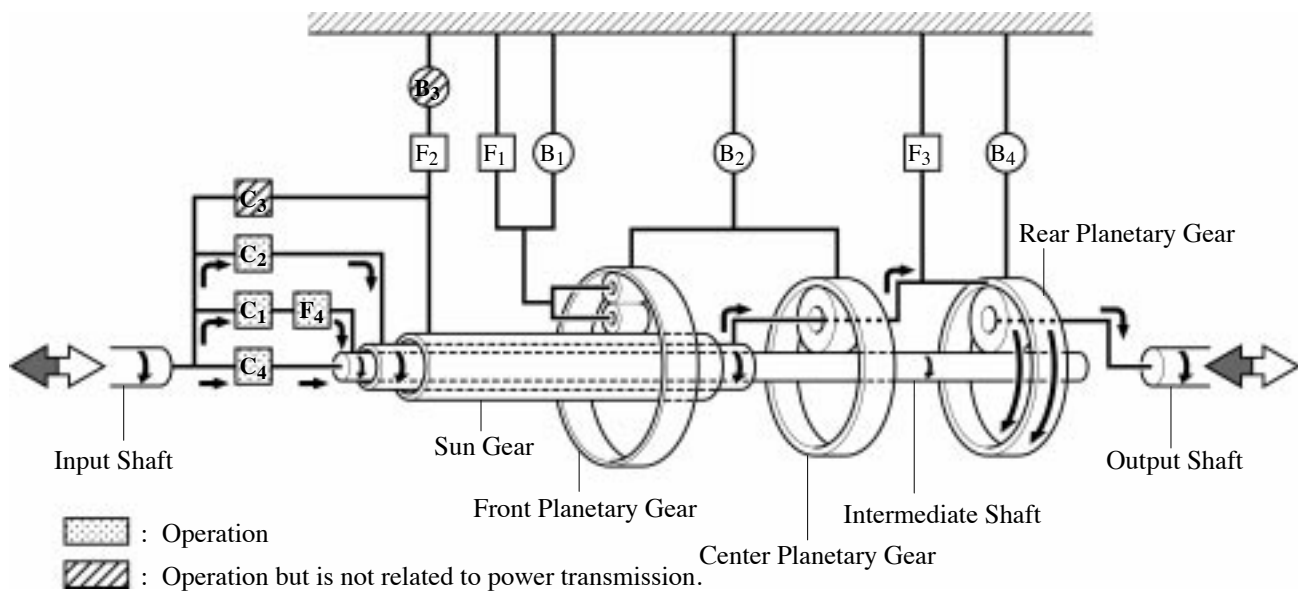 B3
F2
F1
B1
B2
F3
B4
C3
C2
C1
F4
C4
Rear Planetary Gear
Input Shaft
Sun Gear
Front Planetary Gear
Center Planetary Gear
Intermediate Shaft
Output Shaft
: Operation
: Operation but is not related to power transmission.